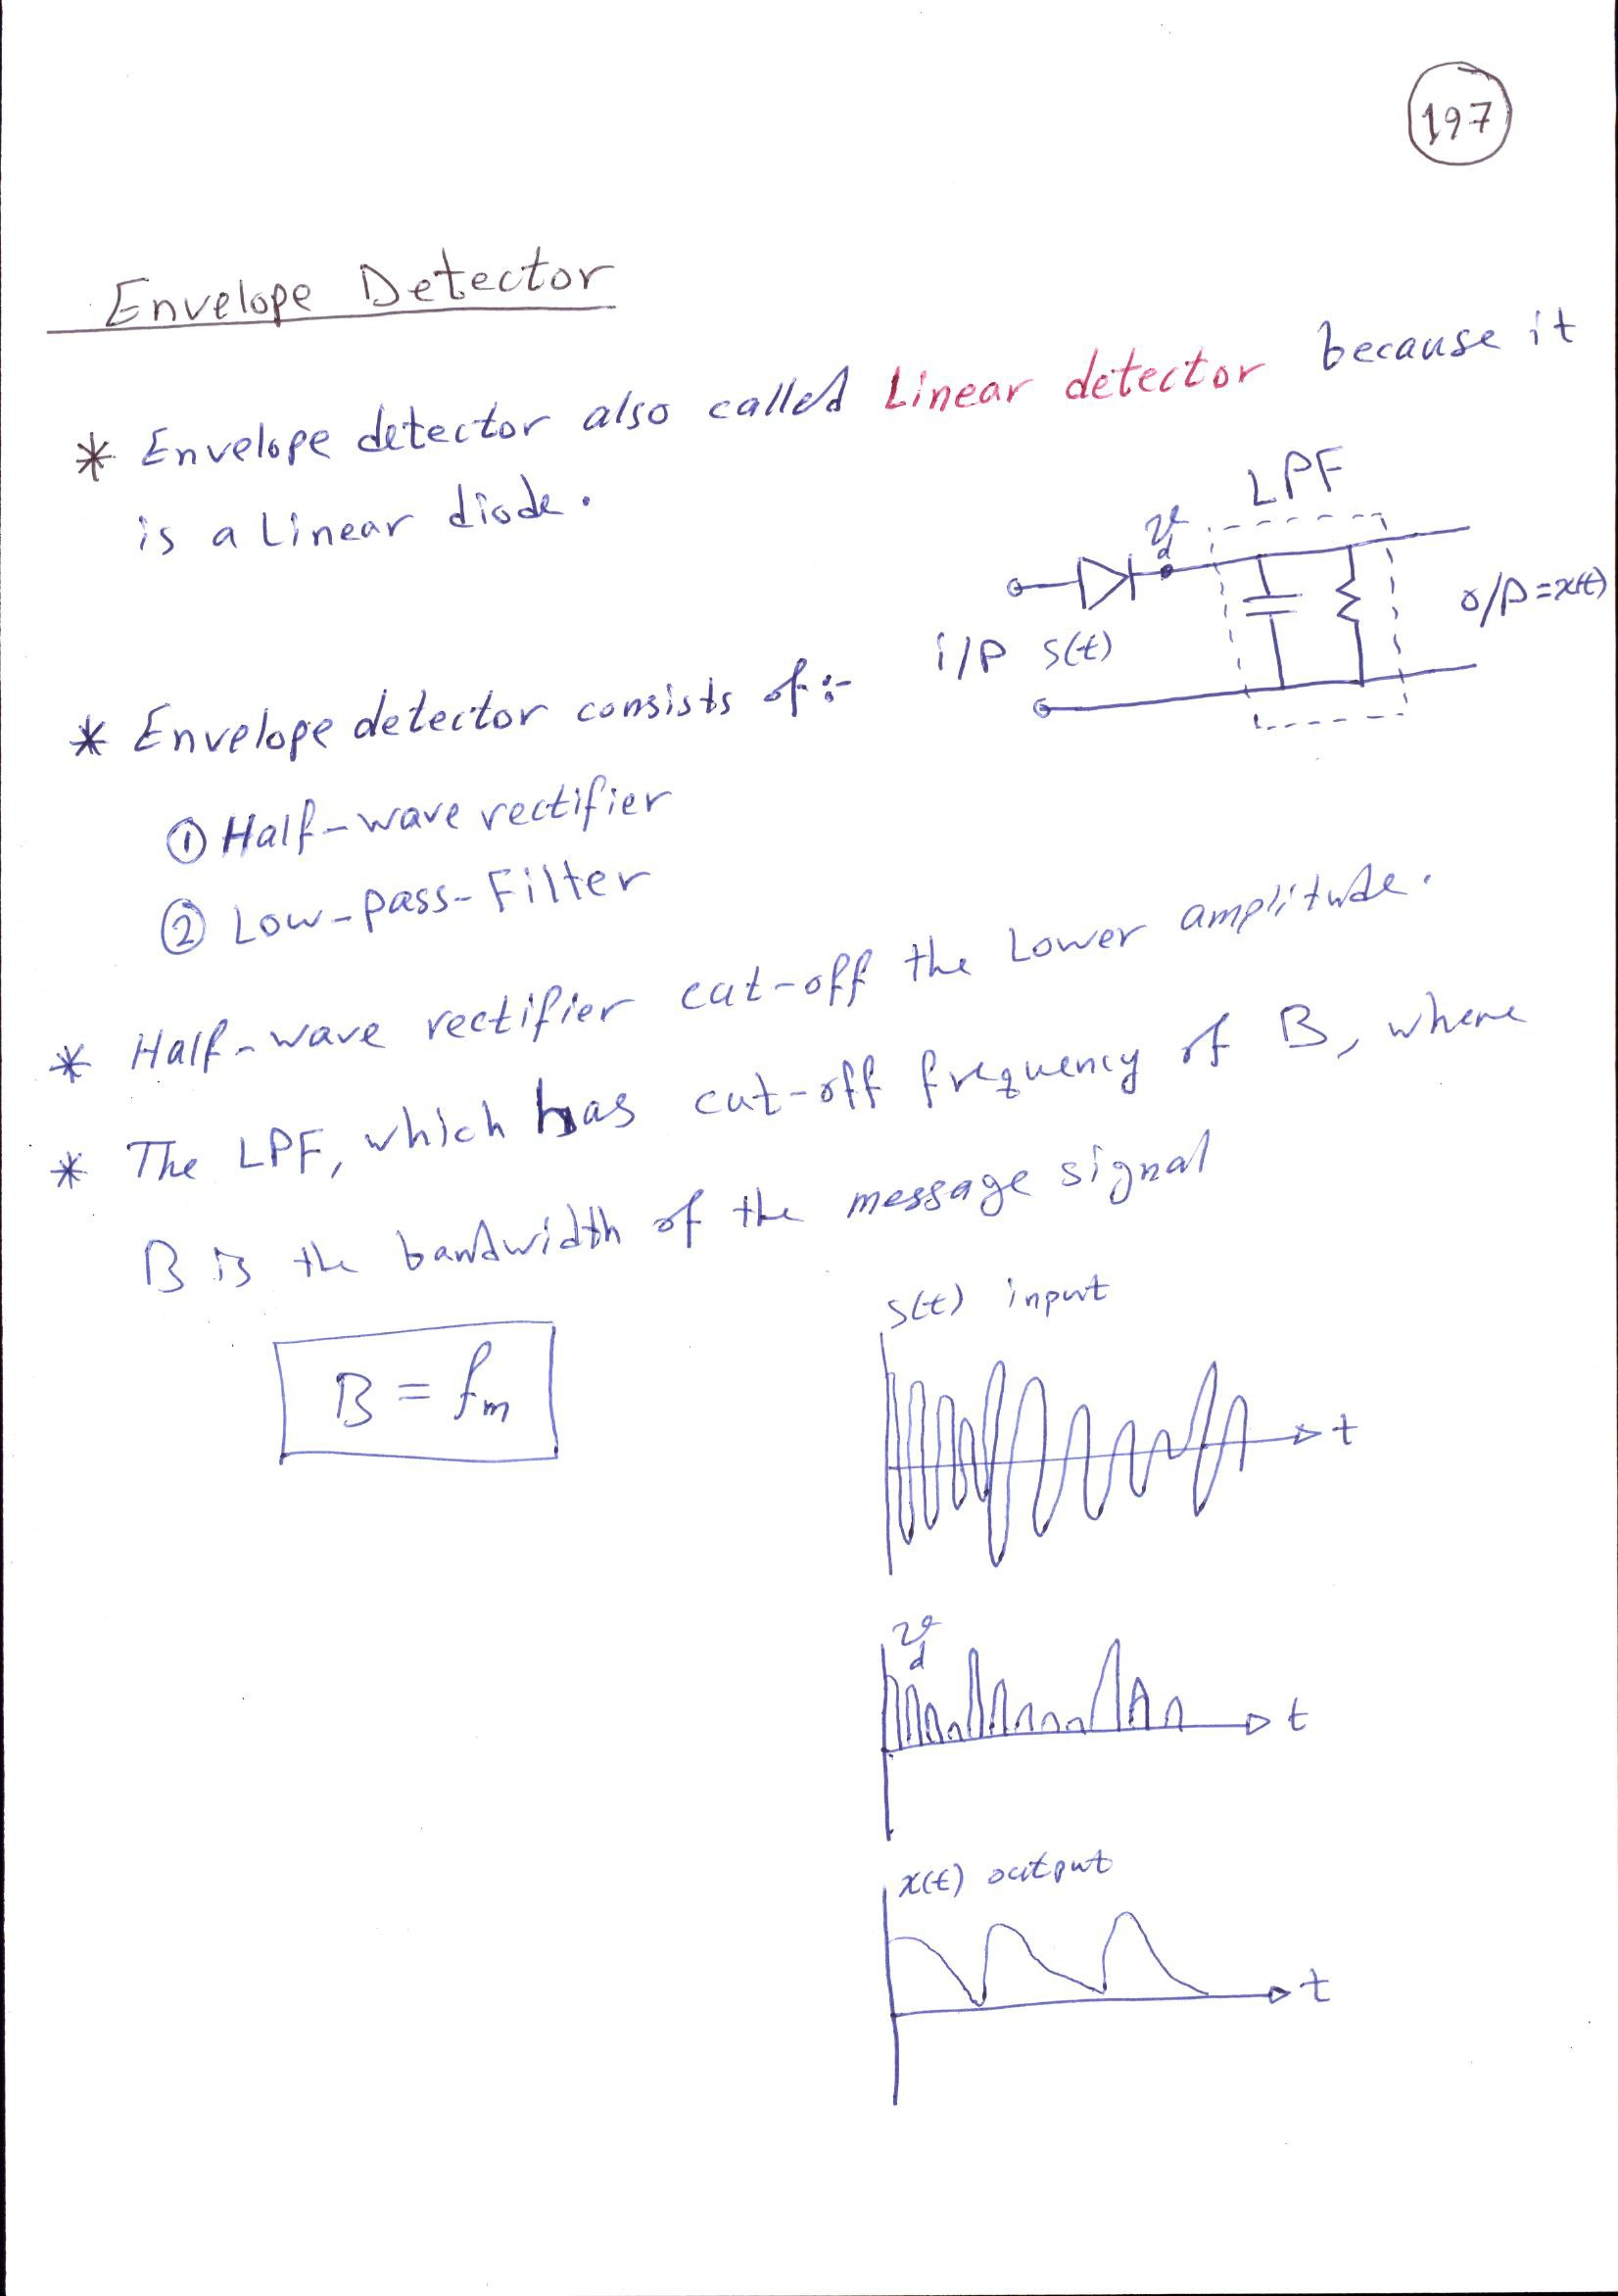 197
Envelope Detector
* Envelope detector also called Linear detector because it
is a Linear diode.
LPF
v_d
i/p s(t)
o/p = x(t)
* Envelope detector consists of :-
① Half-wave rectifier
② Low-pass-Filter
* Half-wave rectifier cut-off the Lower amplitude.
* The LPF, which has cut-off frequency of B, where
B is the bandwidth of the message signal
B = f_m
s(t) input
t
v_d
t
x(t) output
t